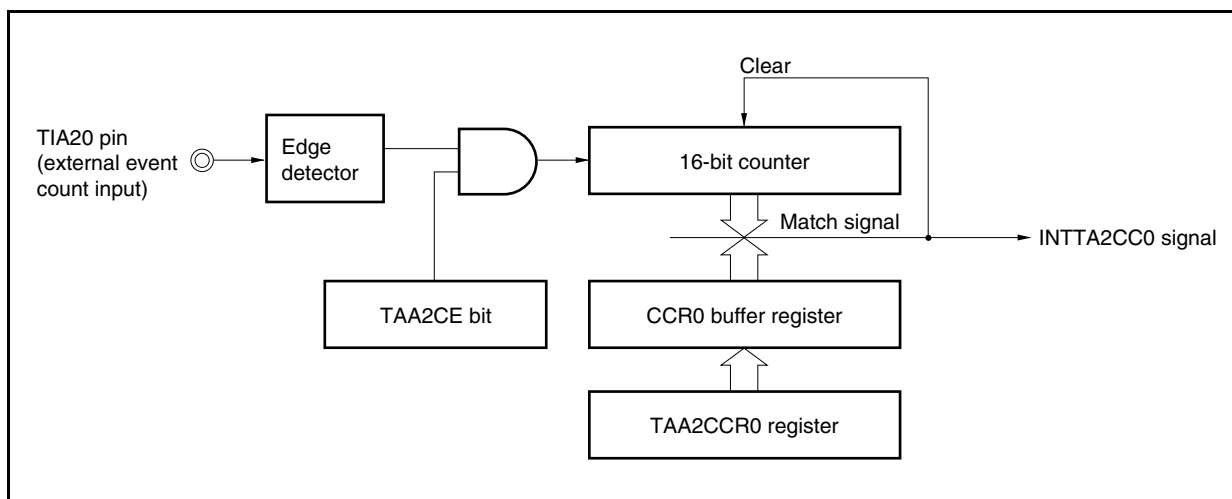 Clear
TIA20 pin
(external event
count input)
Edge
detector
16-bit counter
Match signal
INTTA2CC0 signal
TAA2CE bit
CCR0 buffer register
TAA2CCR0 register